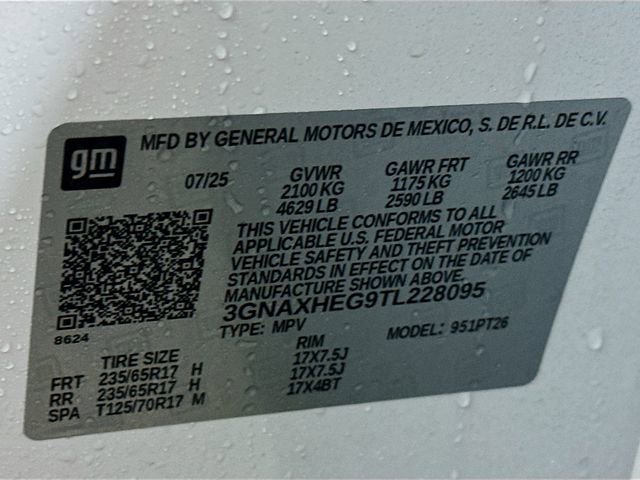 gm
MFD BY GENERAL MOTORS DE MEXICO, S. DE R.L. DE C.V.
07/25 GVWR GAWR FRT GAWR RR
2100 KG 1175 KG 1200 KG
4629 LB 2590 LB 2645 LB
THIS VEHICLE CONFORMS TO ALL
APPLICABLE U.S. FEDERAL MOTOR
VEHICLE SAFETY AND THEFT PREVENTION
STANDARDS IN EFFECT ON THE DATE OF
MANUFACTURE SHOWN ABOVE.
3GNAXHEG9TL228095
8624
TYPE: MPV MODEL: 951PT26
TIRE SIZE RIM
FRT 235/65R17 H 17X7.5J
RR 235/65R17 H 17X7.5J
SPA T125/70R17 M 17X4BT